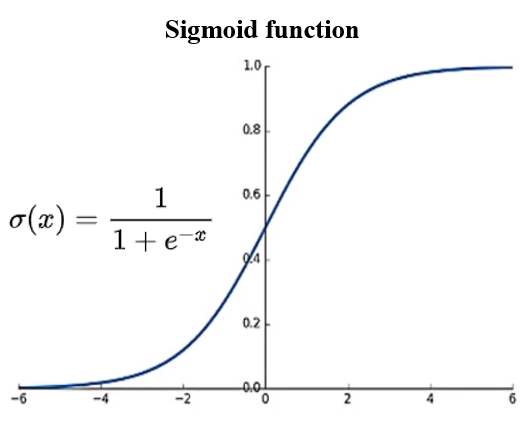 Sigmoid function
1.0
0.8
0.6
σ(x) = 1 / (1 + e^{-x})
0.4
0.2
0.0
-6 -4 -2 0 2 4 6